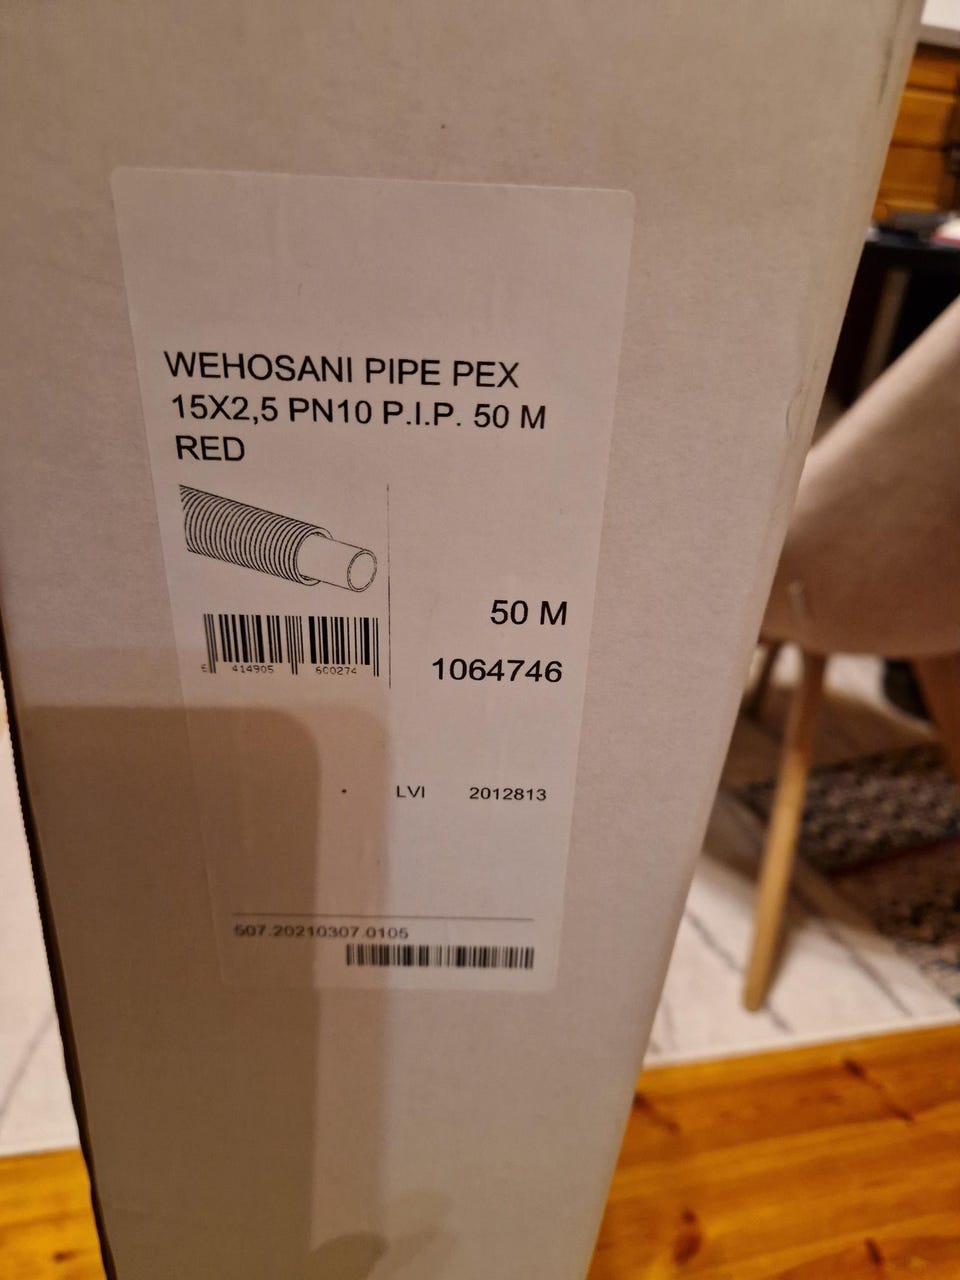 WEHOSANI PIPE PEX
15X2,5 PN10 P.I.P. 50 M
RED
50 M
6 414905 600274
1064746
LVI 2012813
507.20210307.0105